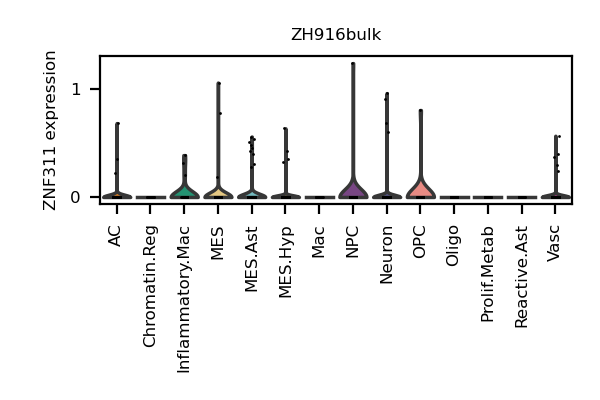 ZH916bulk
ZNF311 expression
1
0
AC
Chromatin.Reg
Inflammatory.Mac
MES
MES.Ast
MES.Hyp
Mac
NPC
Neuron
OPC
Oligo
Prolif.Metab
Reactive.Ast
Vasc